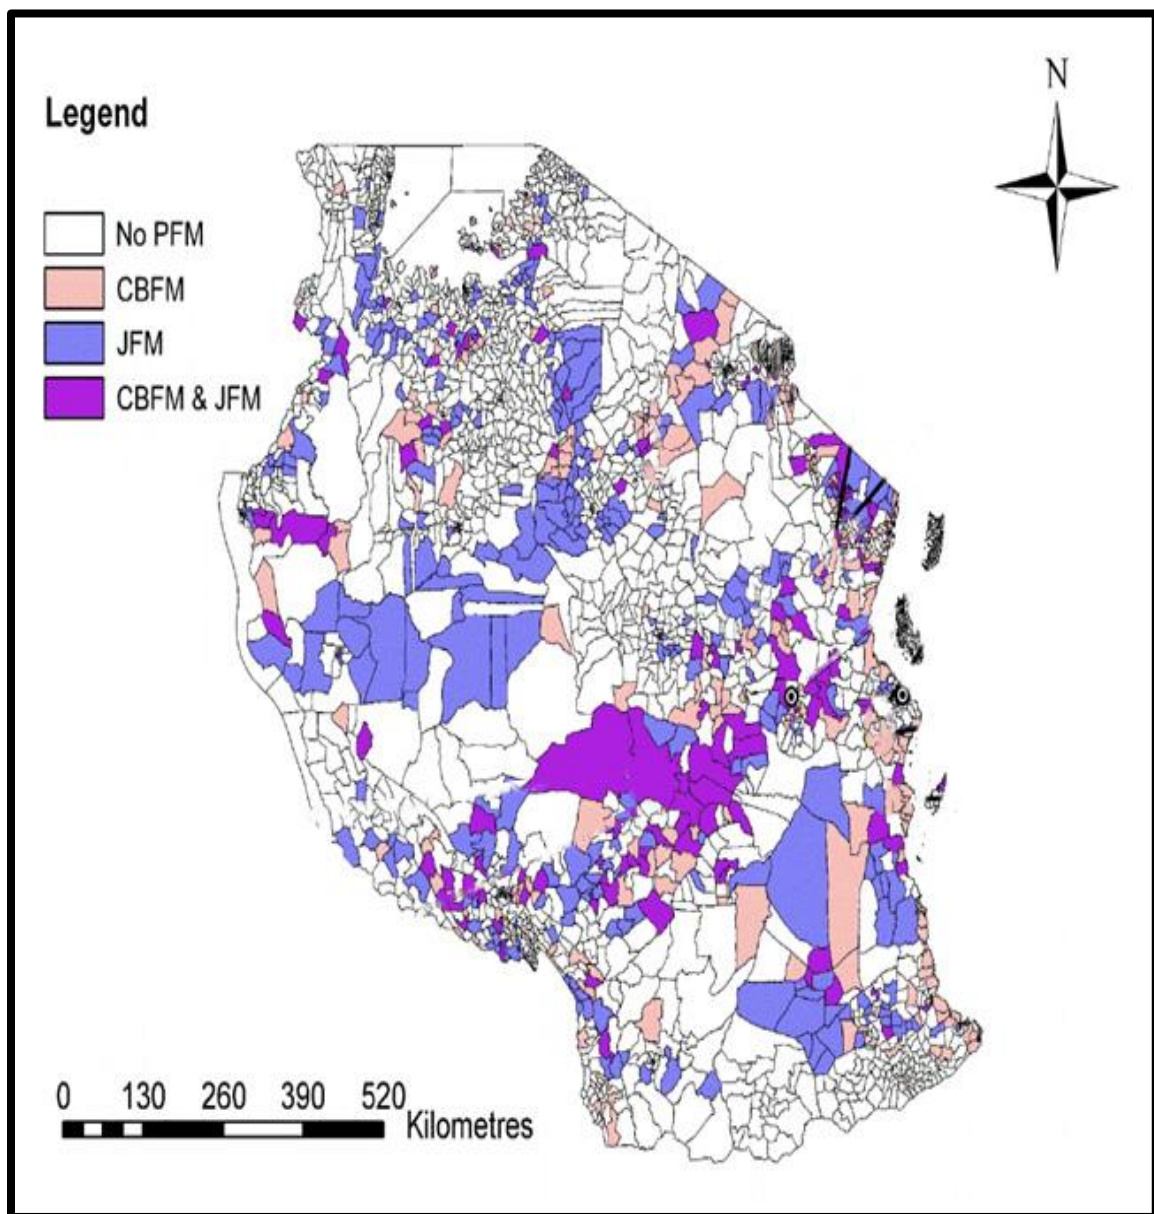 N
Legend
No PFM
CBFM
JFM
CBFM & JFM
0 130 260 390 520
Kilometres